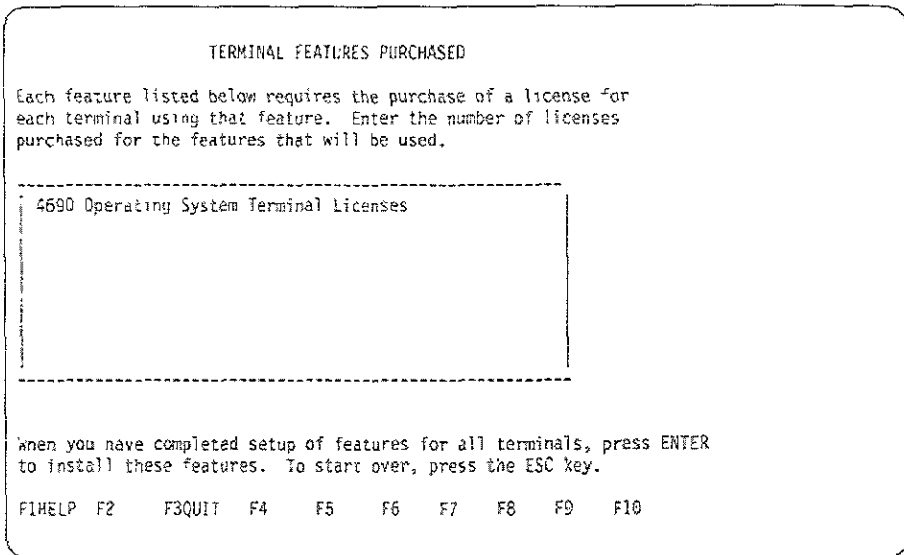 TERMINAL FEATURES PURCHASED
Each feature listed below requires the purchase of a license for
each terminal using that feature. Enter the number of licenses
purchased for the features that will be used.
4690 Operating System Terminal Licenses
When you have completed setup of features for all terminals, press ENTER
to install these features. To start over, press the ESC key.
F1HELP F2 F3QUIT F4 F5 F6 F7 F8 F9 F10